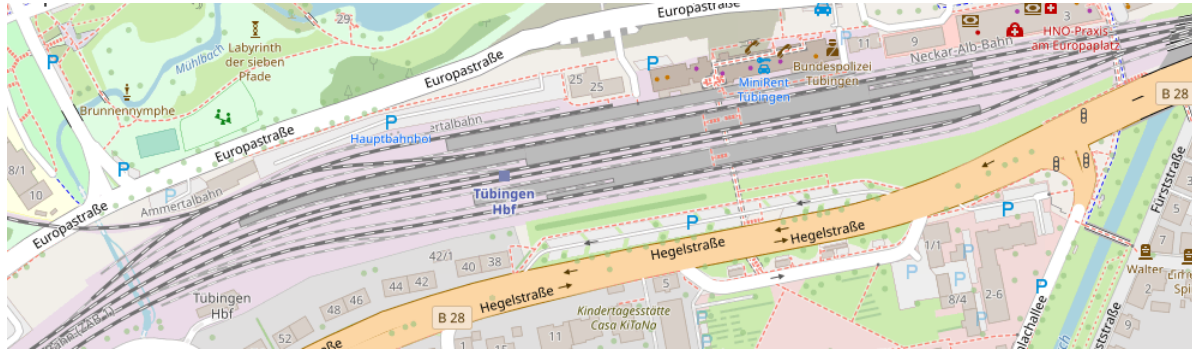 29
Europastraße
Labyrinth
der sieben
Pfade
Mühlbach
P
Brunnennymphe
Europastraße
25
P
11
9
3
HNO-Praxis
am Europaplatz
Neckar-Alb-Bahn
Bundespolizei
Tübingen
MiniRent
Tübingen
B 28
P
Hauptbahnhof
Ammertalbahn
Europastraße
8/1
10
P
P
Ammertalbahn
Europastraße
Tübingen
Hbf
P
P
Hegelstraße
Hegelstraße
1/1
P
P
8/4
2-6
P
Fürststraße
5
7
7
Walter
9
2
42/1
40
38
44
42
46
48
52
Tübingen
Hbf
Hegelstraße
B 28
5
11
Kindertagesstätte
Casa KiTaNa
P